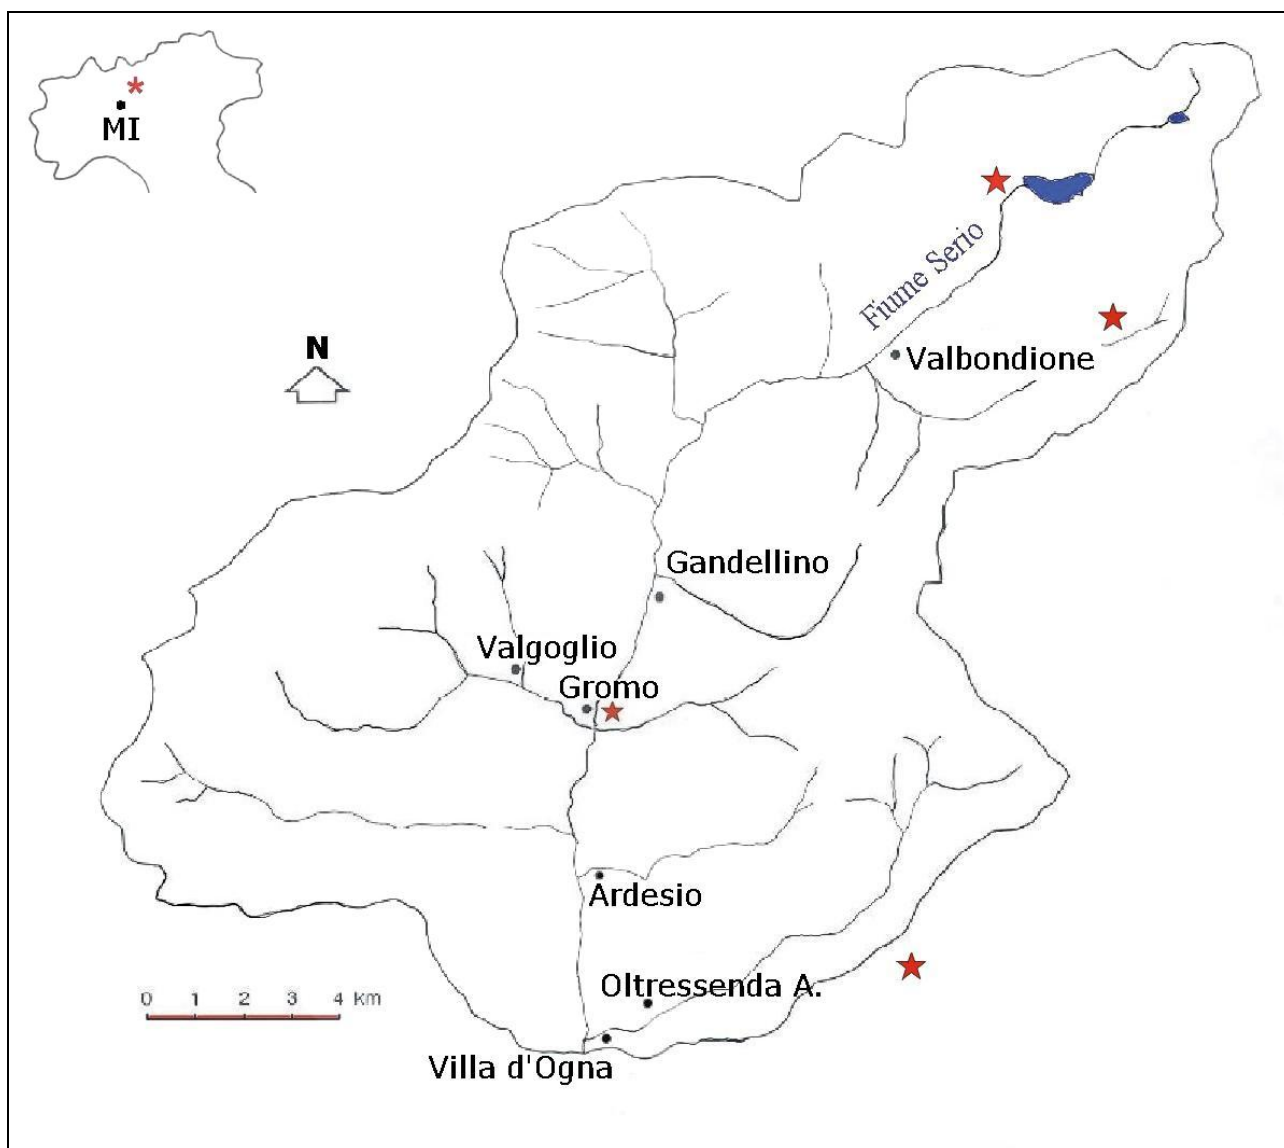 *
MI
Fiume Serio
N
Valbondione
Gandellino
Valgoglio
Gromo
Ardesio
0 1 2 3 4 km
Oltressenda A.
Villa d'Ogna